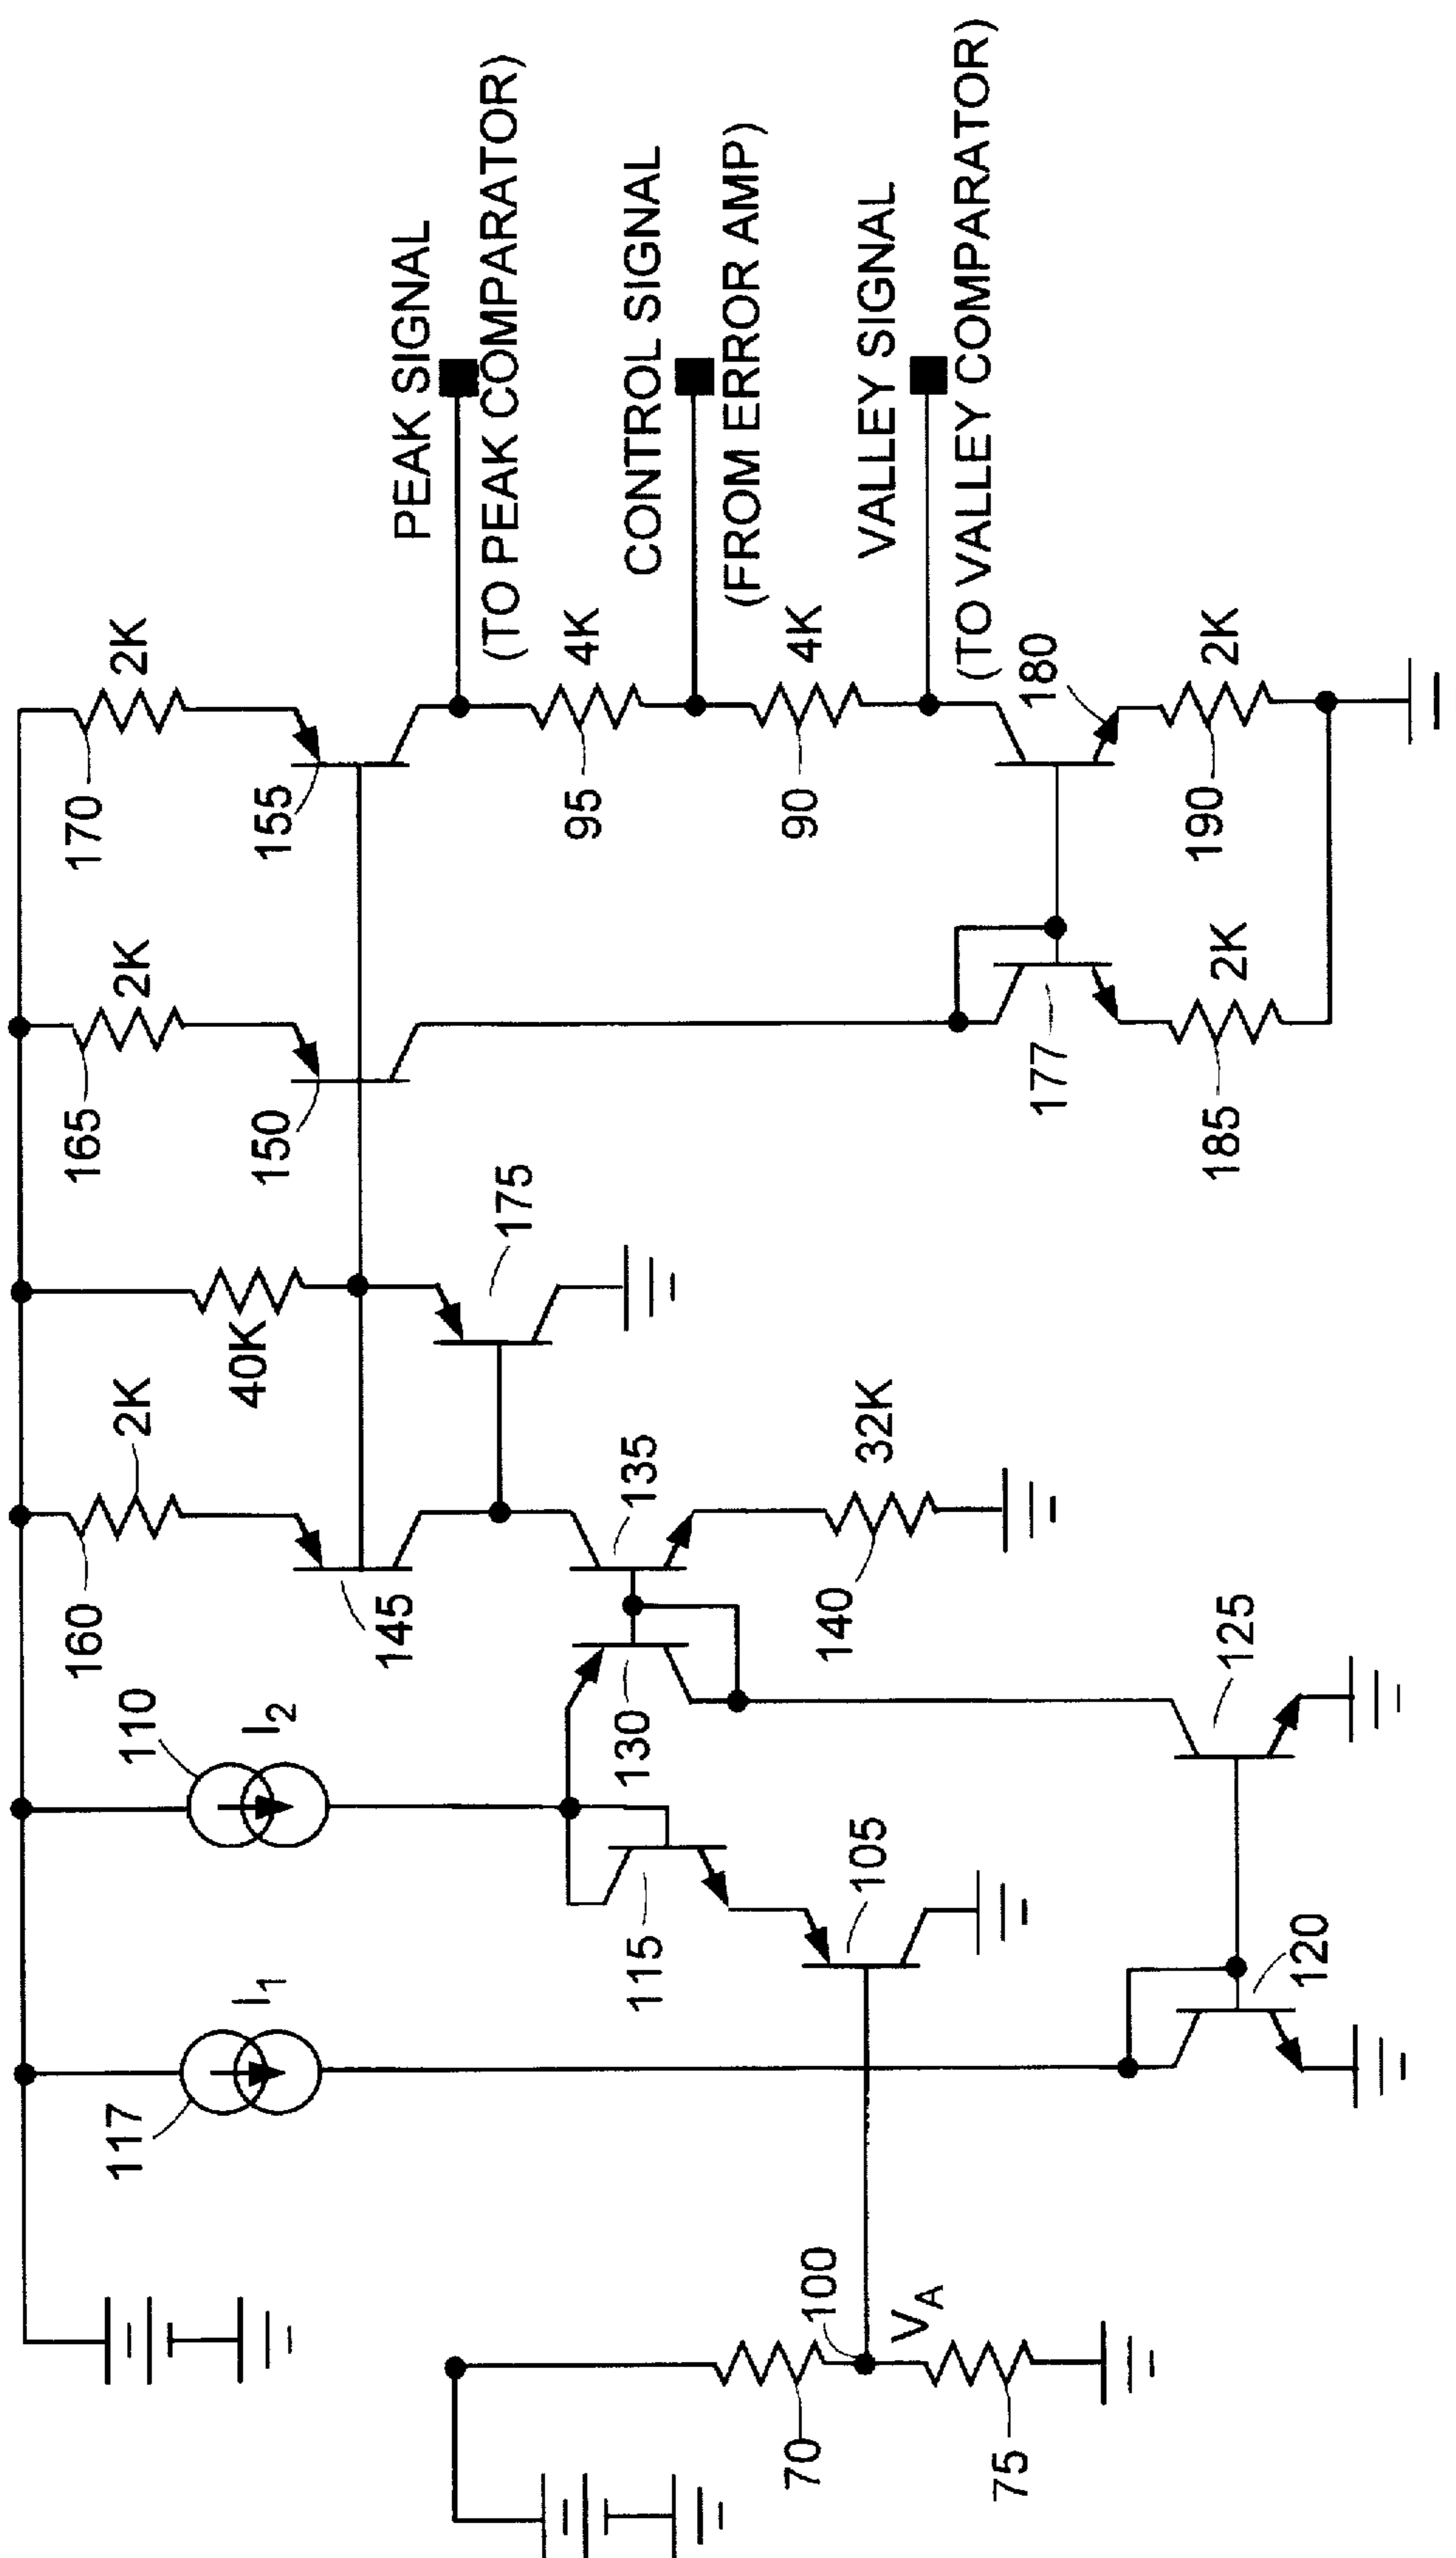 170
2K
165
2K
155
150
PEAK SIGNAL
(TO PEAK COMPARATOR)
95
4K
CONTROL SIGNAL
(FROM ERROR AMP)
90
4K
VALLEY SIGNAL
(TO VALLEY COMPARATOR)
180
177
190
2K
185
2K
40K
175
160
2K
145
135
140
32K
110
I2
130
125
117
I1
115
105
120
100
VA
70
75